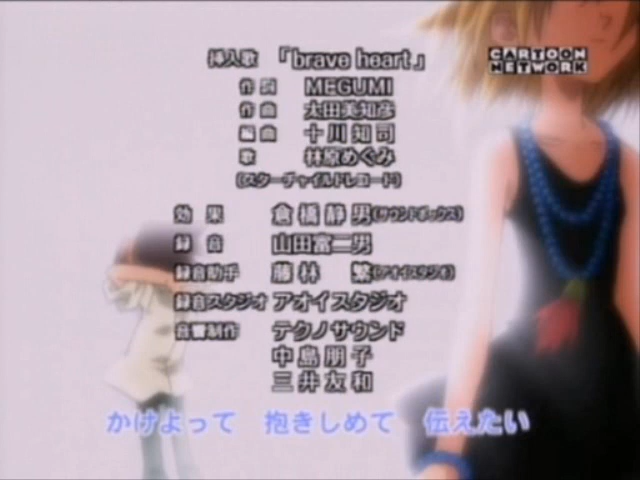 挿入歌 「brave heart」
CARTOON
NETWORK
作詞 MEGUMI
作曲 太田美知彦
編曲 十川知司
歌 林原めぐみ
(スターチャイルドレコード)
効果 倉橋静男(サウンドボックス)
録音 山田富二男
録音助手 藤林 繁(アオイスタジオ)
録音スタジオ アオイスタジオ
音響制作 テクノサウンド
中島朋子
三井友和
かけよって 抱きしめて 伝えたい